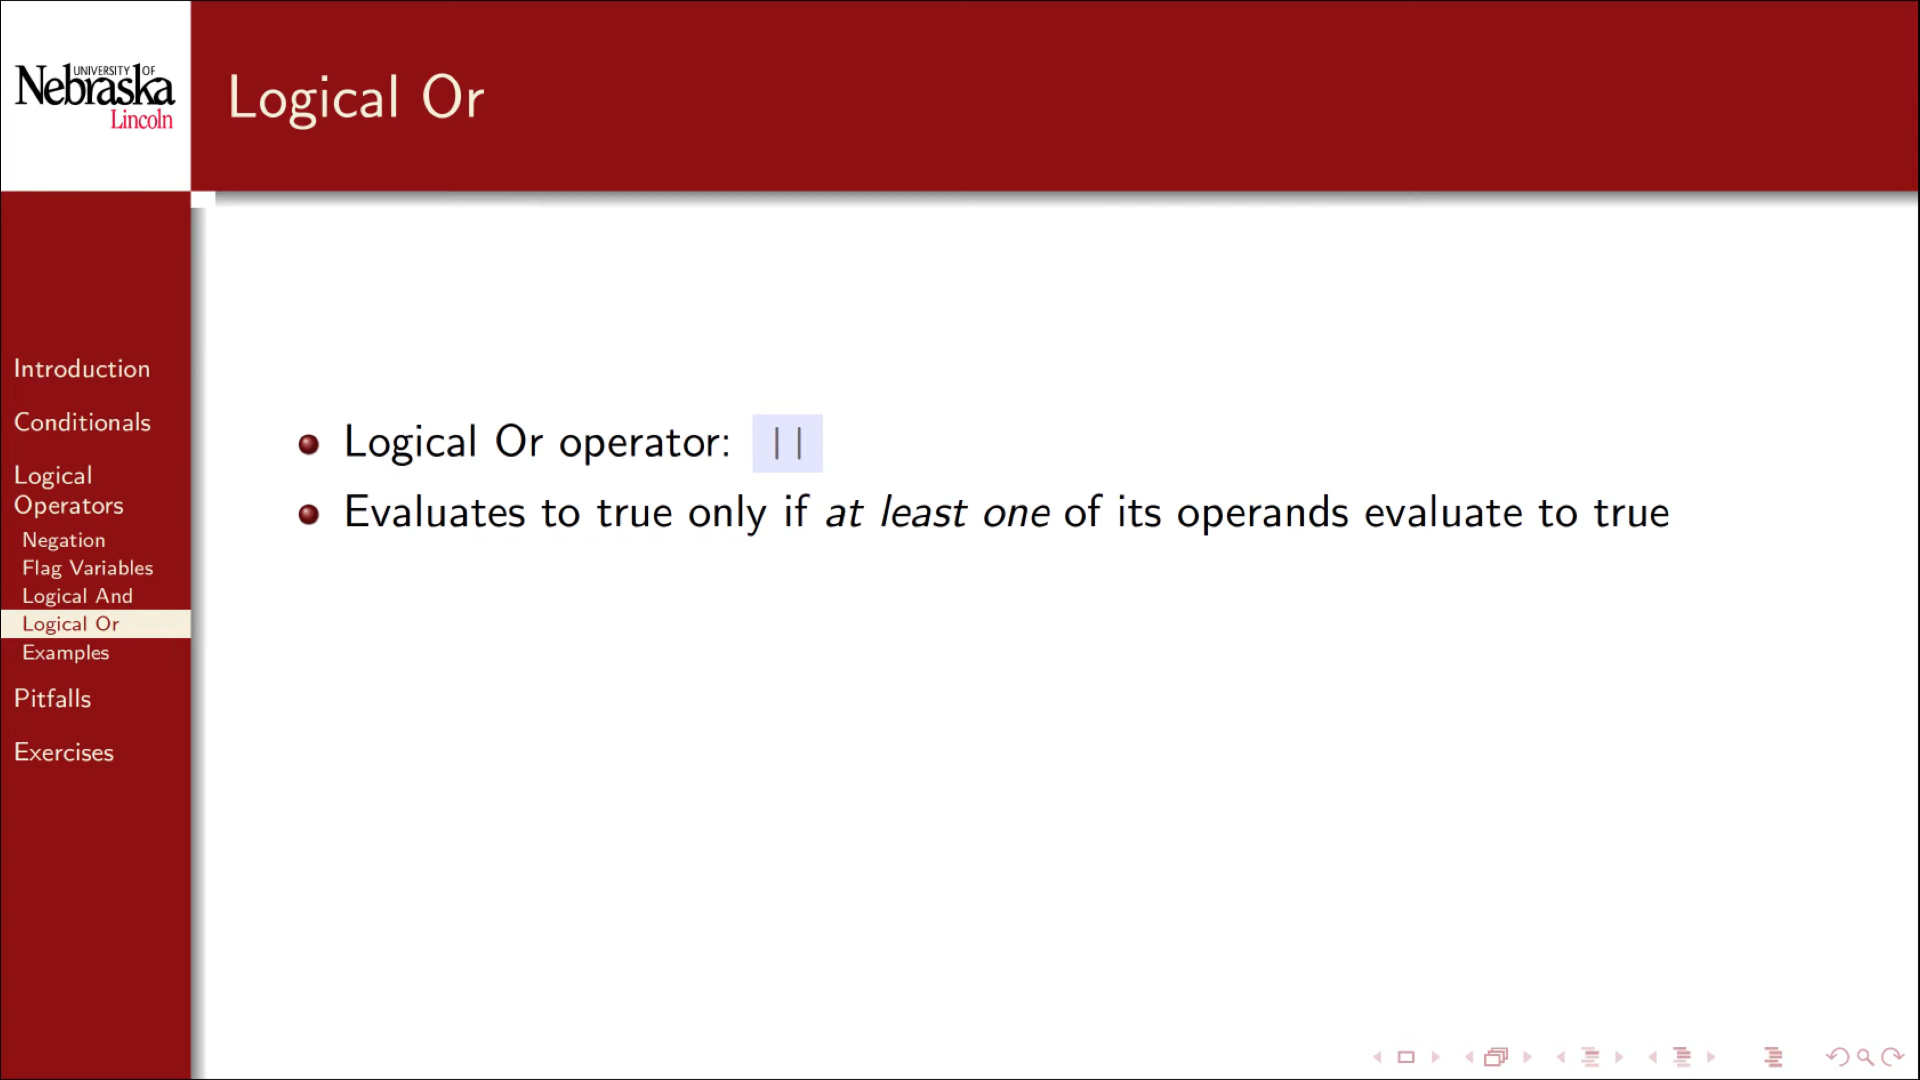 UNIVERSITY OF
Nebraska
Lincoln
Logical Or
Introduction
Conditionals
Logical
Operators
Negation
Flag Variables
Logical And
Logical Or
Examples
Pitfalls
Exercises
Logical Or operator: ||
Evaluates to true only if at least one of its operands evaluate to true